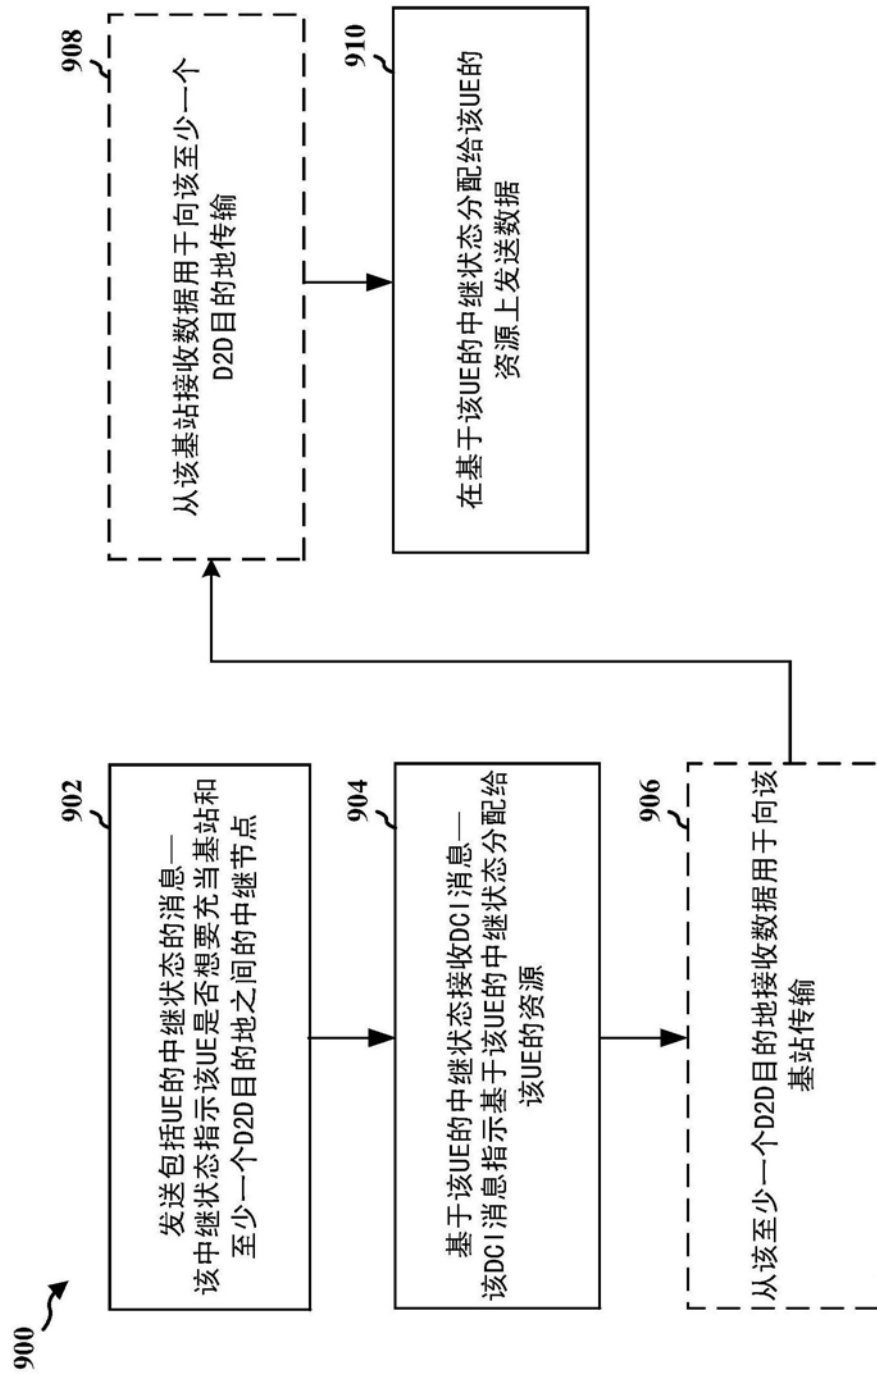 900
902
发送包括UE的中继状态的消息—
该中继状态指示该UE是否想要充当基站和
至少一个D2D目的地之间的中继节点
904
基于该UE的中继状态接收DCI消息—
该DCI消息指示基于该UE的中继状态分配给
该UE的资源
906
从该至少一个D2D目的地接收数据用于向该
基站传输
908
从该基站接收数据用于向该至少一个
D2D目的地传输
910
在基于该UE的中继状态分配给该UE的
资源上发送数据